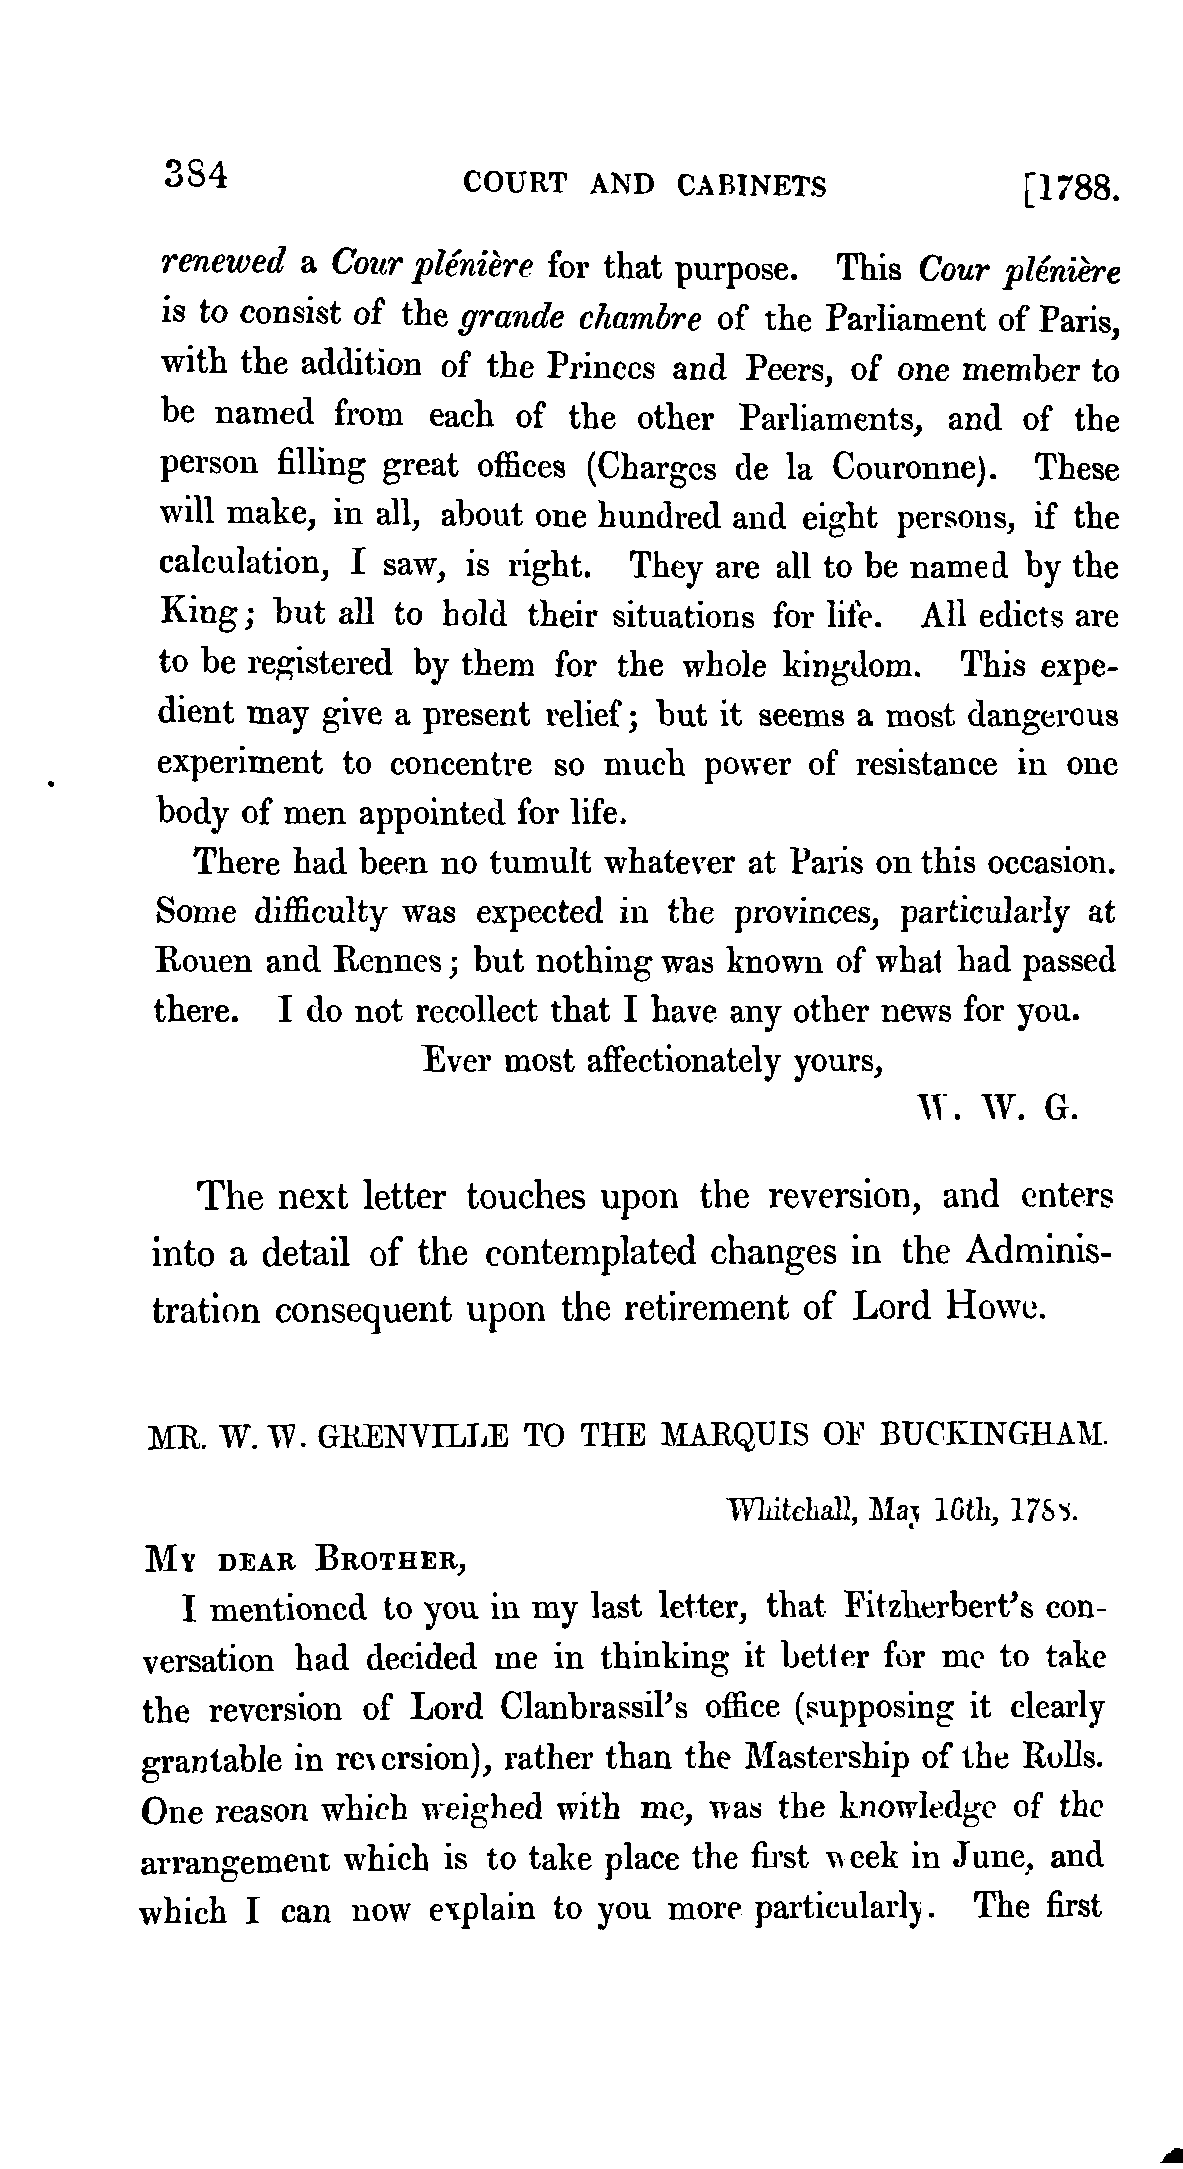 384 COURT AND CABINETS [1788.
renewed a Cour plénière for that purpose. This Cour plénière
is to consist of the grande chambre of the Parliament of Paris,
with the addition of the Princes and Peers, of one member to
be named from each of the other Parliaments, and of the
person filling great offices (Charges de la Couronne). These
will make, in all, about one hundred and eight persons, if the
calculation, I saw, is right. They are all to be named by the
King; but all to hold their situations for life. All edicts are
to be registered by them for the whole kingdom. This expe-
dient may give a present relief; but it seems a most dangerous
experiment to concentre so much power of resistance in one
body of men appointed for life.
There had been no tumult whatever at Paris on this occasion.
Some difficulty was expected in the provinces, particularly at
Rouen and Rennes; but nothing was known of what had passed
there. I do not recollect that I have any other news for you.
Ever most affectionately yours,
W. W. G.
The next letter touches upon the reversion, and enters
into a detail of the contemplated changes in the Adminis-
tration consequent upon the retirement of Lord Howe.
MR. W. W. GRENVILLE TO THE MARQUIS OF BUCKINGHAM.
Whitehall, May 16th, 1788.
MY DEAR BROTHER,
I mentioned to you in my last letter, that Fitzherbert's con-
versation had decided me in thinking it better for me to take
the reversion of Lord Clanbrassil's office (supposing it clearly
grantable in reversion), rather than the Mastership of the Rolls.
One reason which weighed with me, was the knowledge of the
arrangement which is to take place the first week in June, and
which I can now explain to you more particularly. The first